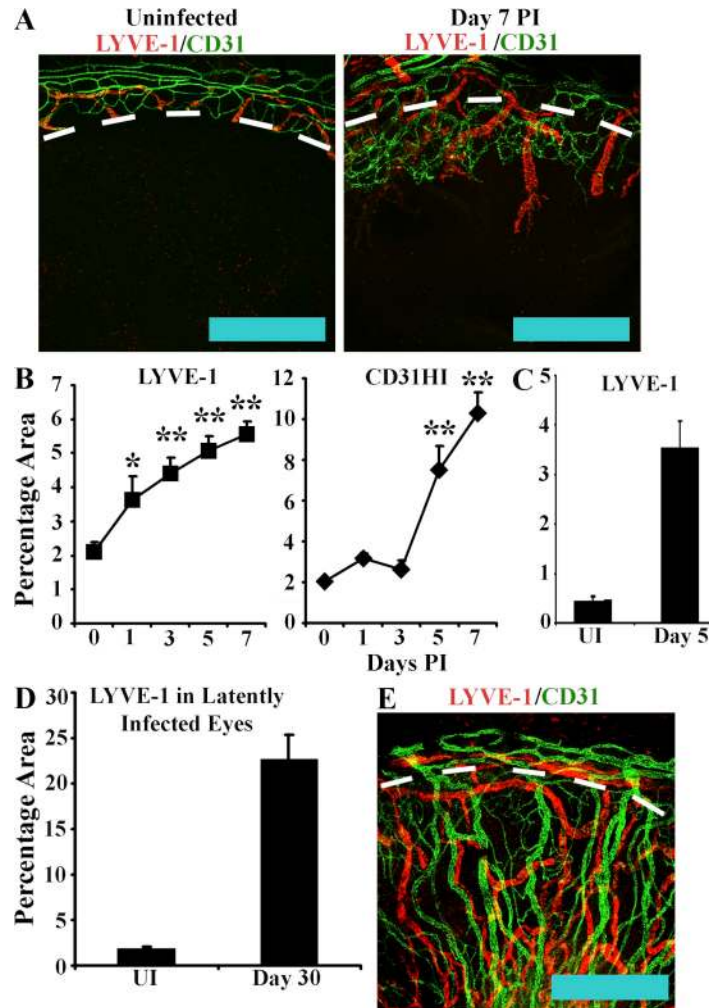 A
Uninfected
LYVE-1/CD31
Day 7 PI
LYVE-1/CD31
B
LYVE-1
Percentage Area
7
6
5
4
3
2
1
0
*
**
**
**
0 1 3 5 7
CD31HI
12
10
8
6
4
2
0
**
**
0 1 3 5 7
Days PI
C
LYVE-1
5
4
3
2
1
0
UI Day 5
D
LYVE-1 in Latently
Infected Eyes
Percentage Area
30
25
20
15
10
5
0
UI Day 30
E
LYVE-1/CD31